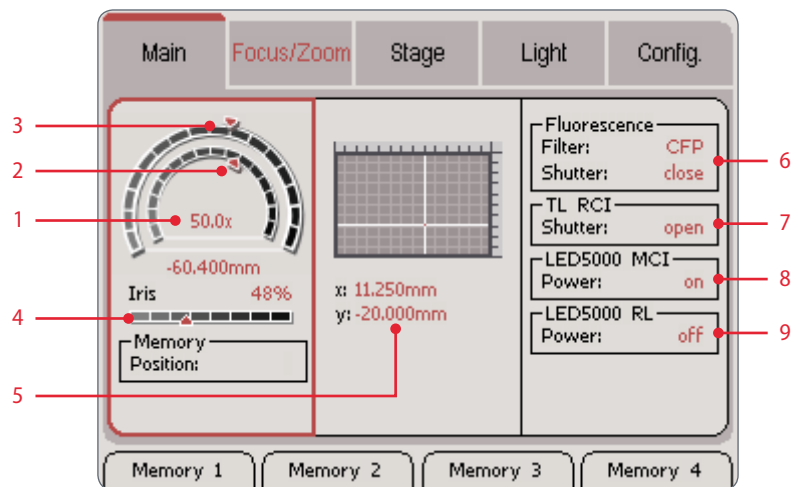 Main Focus/Zoom Stage Light Config.
3
2
1
4
5
50.0x
-60.400mm
Iris 48%
Memory
Position:
x: 11.250mm
y: -20.000mm
Fluorescence
Filter: CFP
Shutter: close
6
TL RCI
Shutter: open
7
LED5000 MCI
Power: on
8
LED5000 RL
Power: off
9
Memory 1 Memory 2 Memory 3 Memory 4